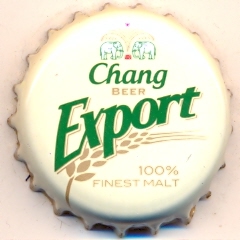 Chang
BEER
Export
100%
FINEST MALT